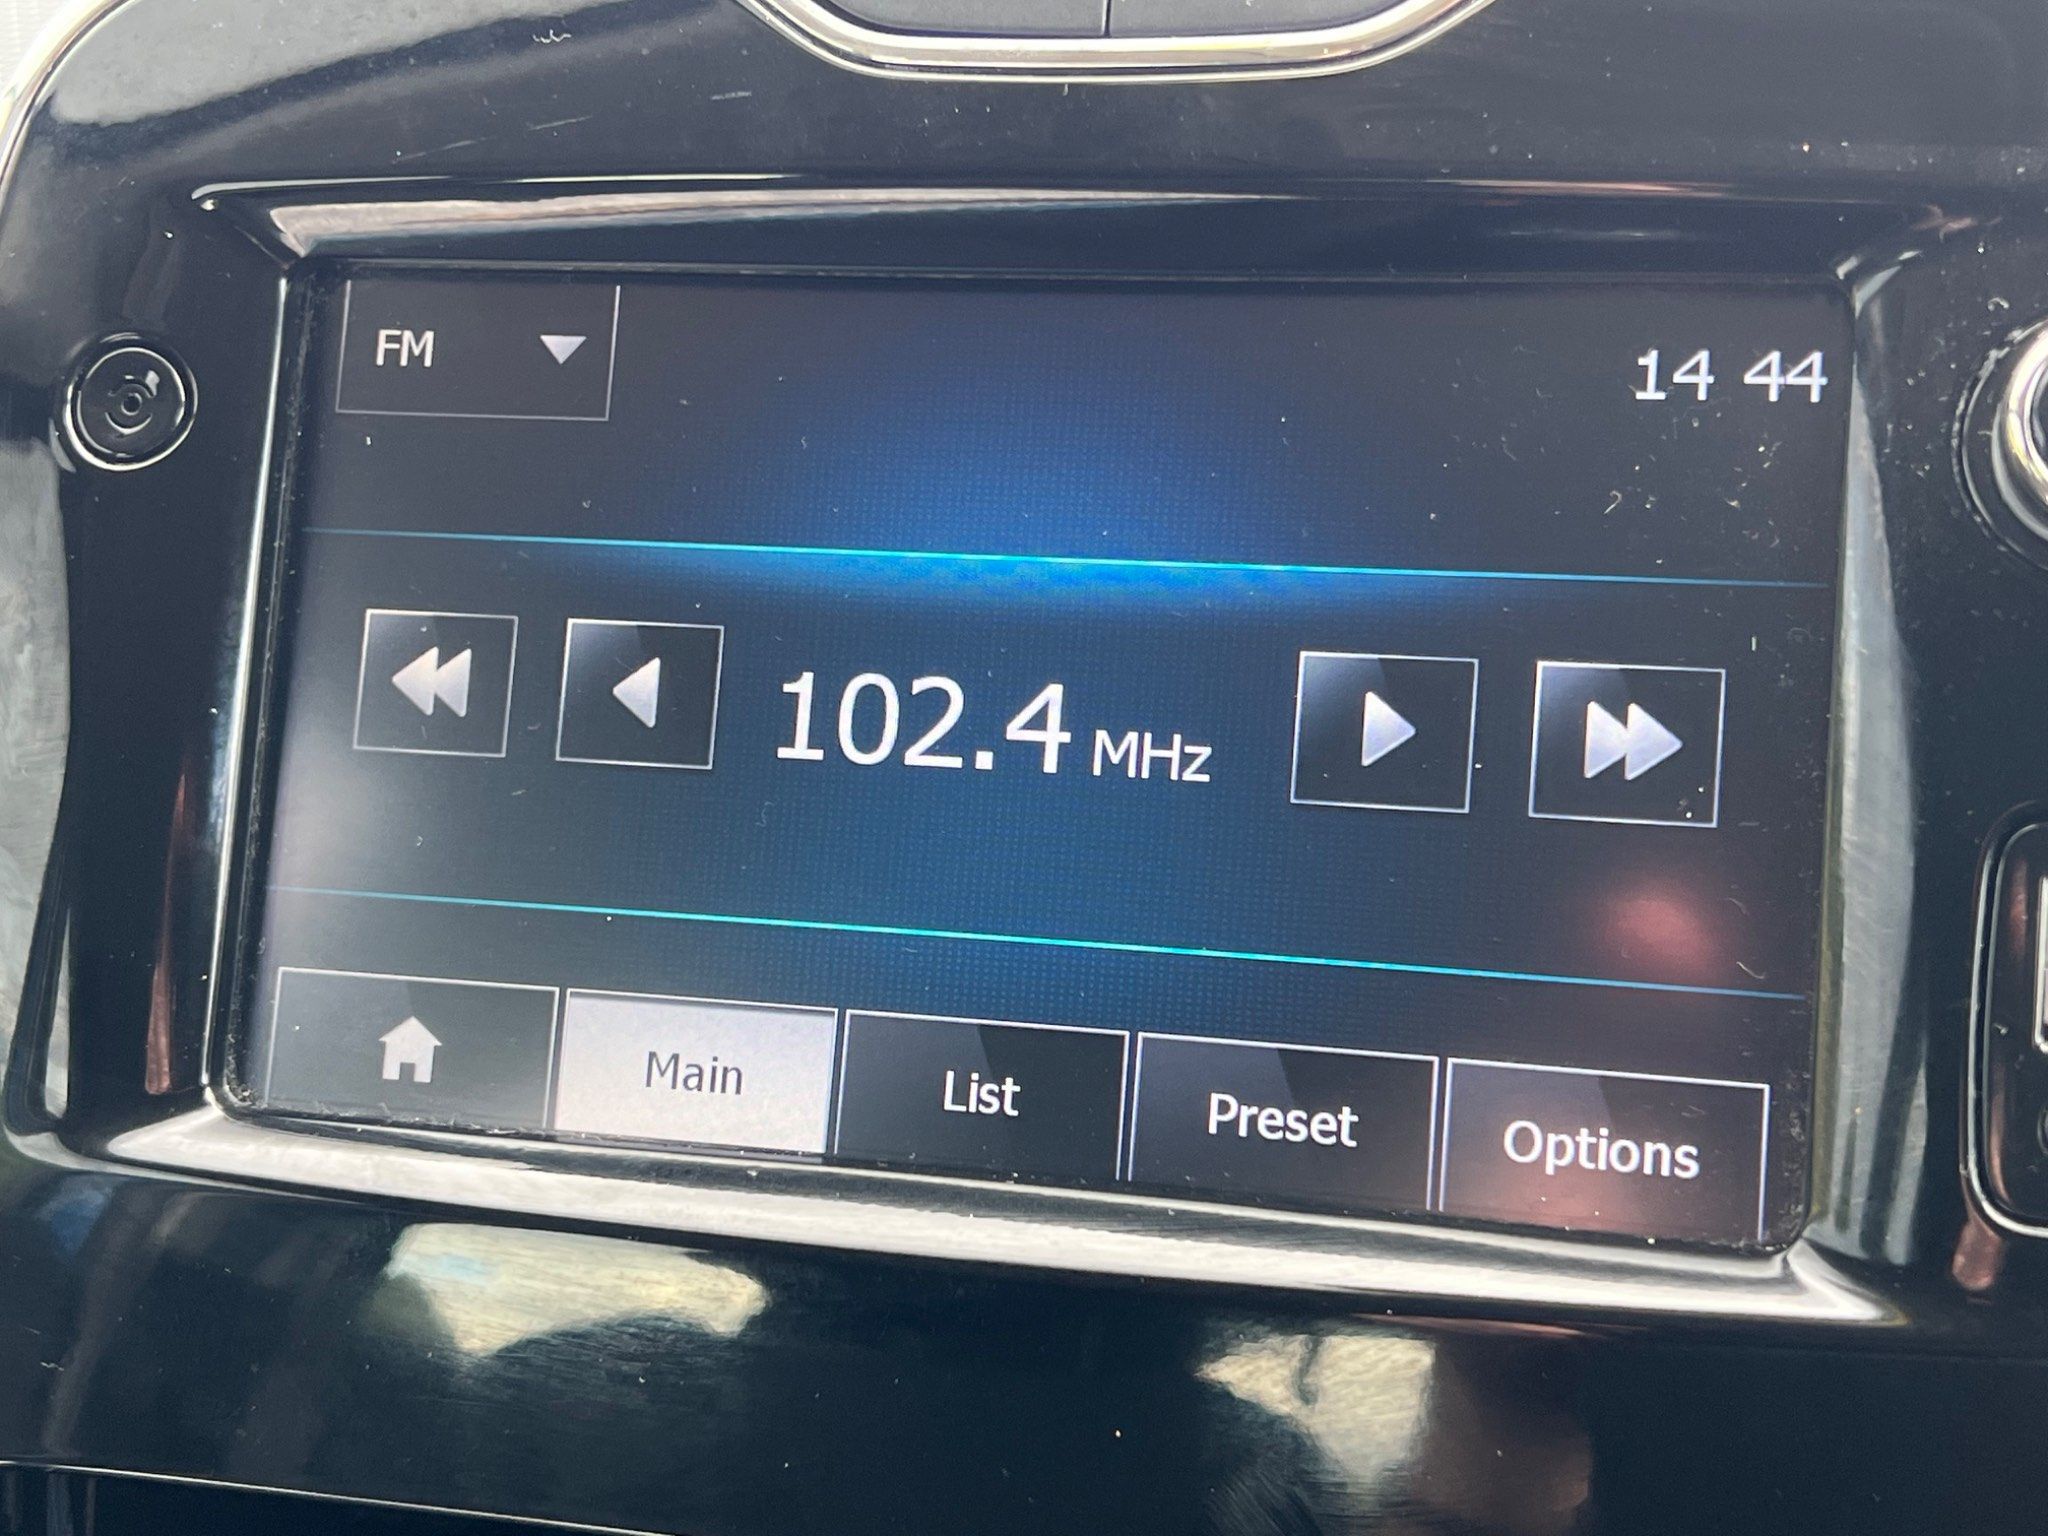 FM
14 44
102.4 MHz
Main
List
Preset
Options